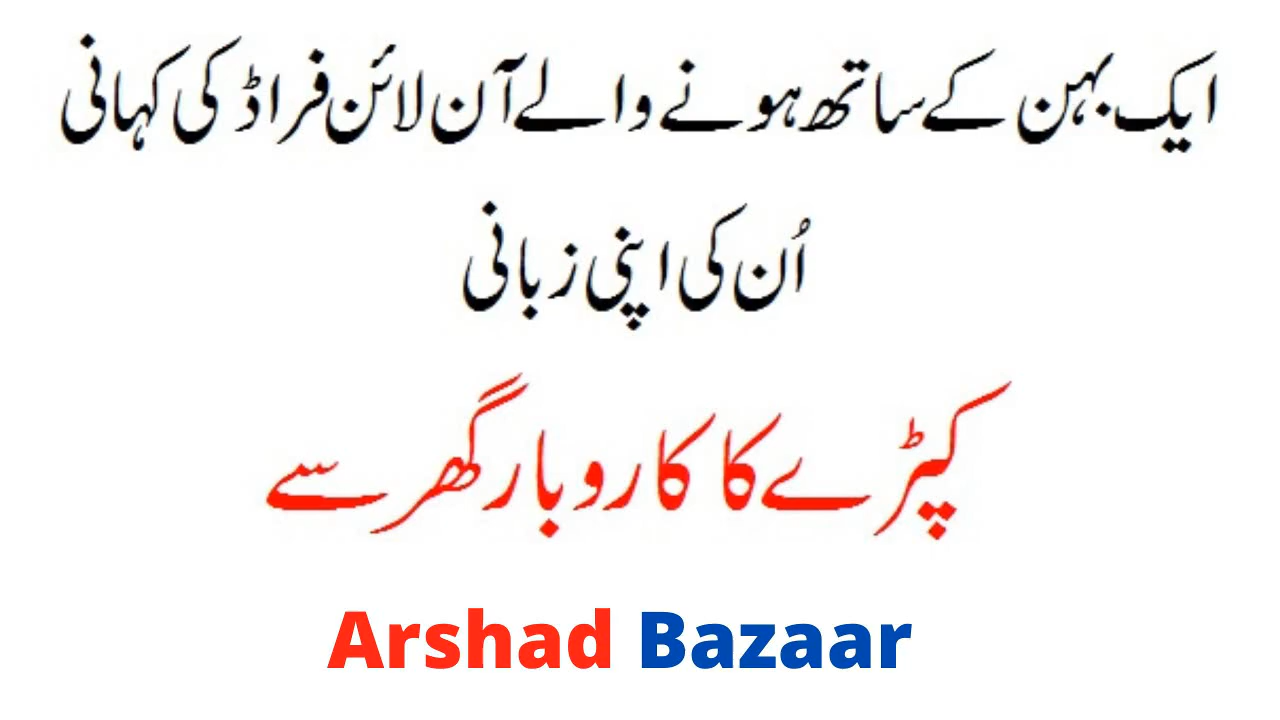 ایک بہن کے ساتھ ہونے والے آن لائن فراڈ کی کہانی
اُن کی اپنی زبانی
کپڑے کا کاروبار گھر سے
Arshad Bazaar